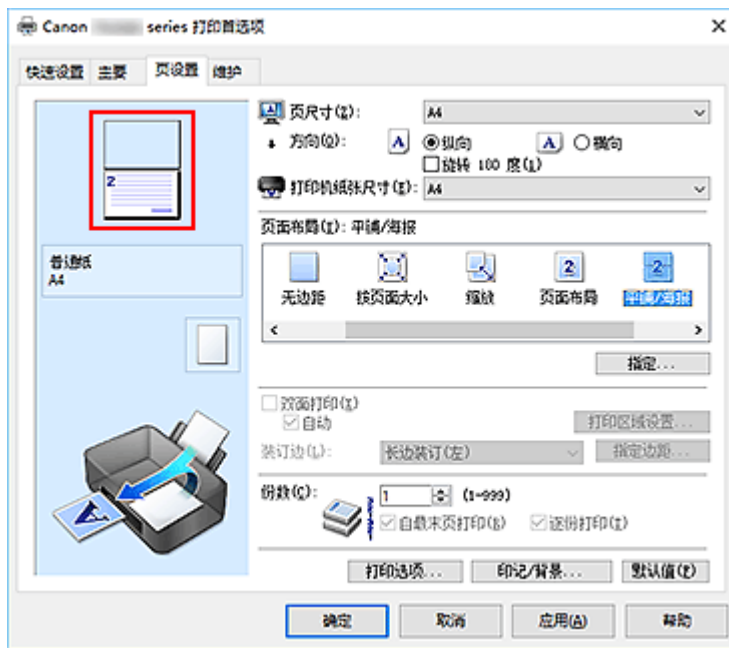 Canon series 打印首选项
快速设置 主要 页设置 维护
2
普通纸
A4
页尺寸(Z): A4
方向(O): A 纵向 A 横向
旋转 180 度(1)
打印机纸张尺寸(E): A4
页面布局(I): 平铺/海报
2 2
无边距 按页面大小 缩放 页面布局 平铺/海报
指定...
双面打印(X)
自动 打印区域设置...
装订边(L): 长边装订(左) 指定边距...
份数(C): 1 (1-999)
自最末页打印(B) 逐份打印(T)
打印选项... 印记/背景... 默认值(F)
确定 取消 应用(A) 帮助